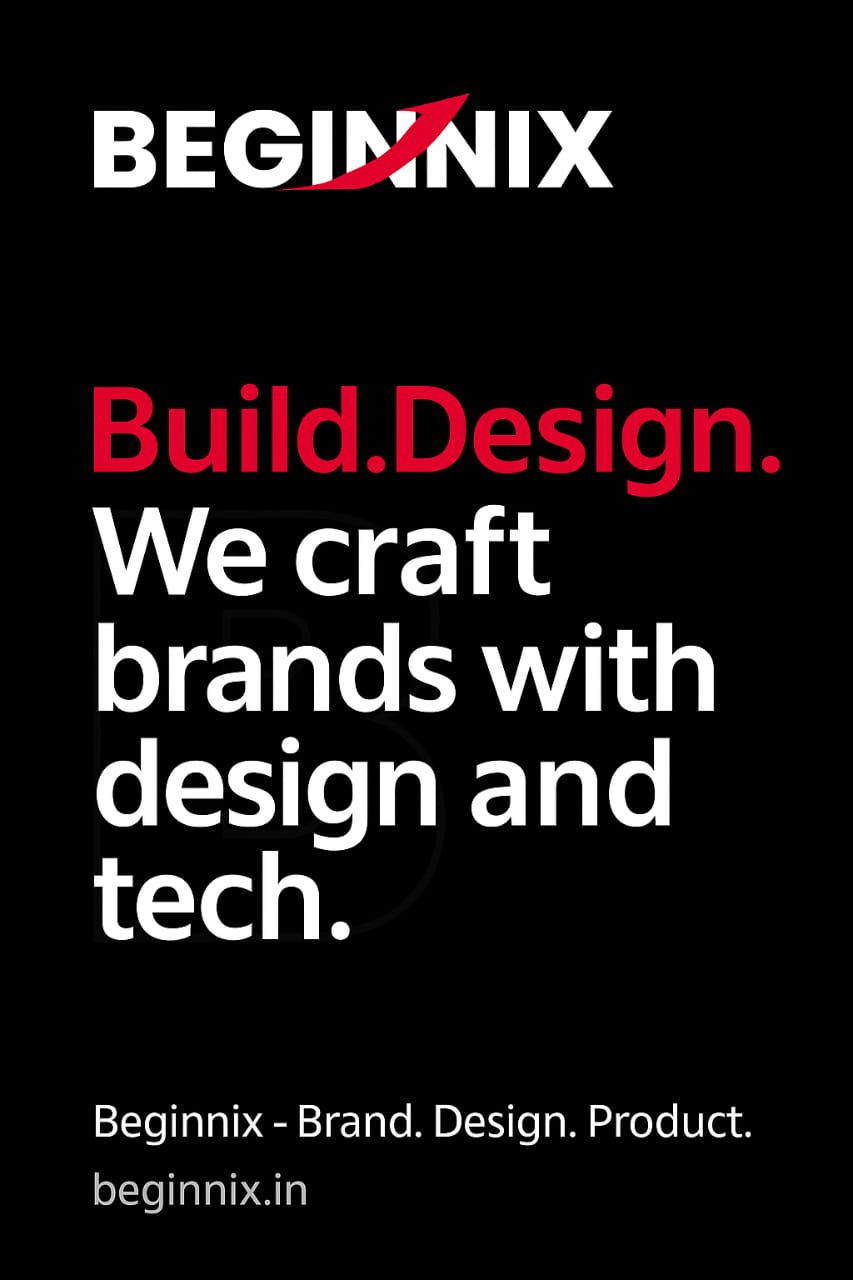 BEGINNIX
Build.Design.
We craft
brands with
design and
tech.
Beginnix - Brand. Design. Product.
beginnix.in